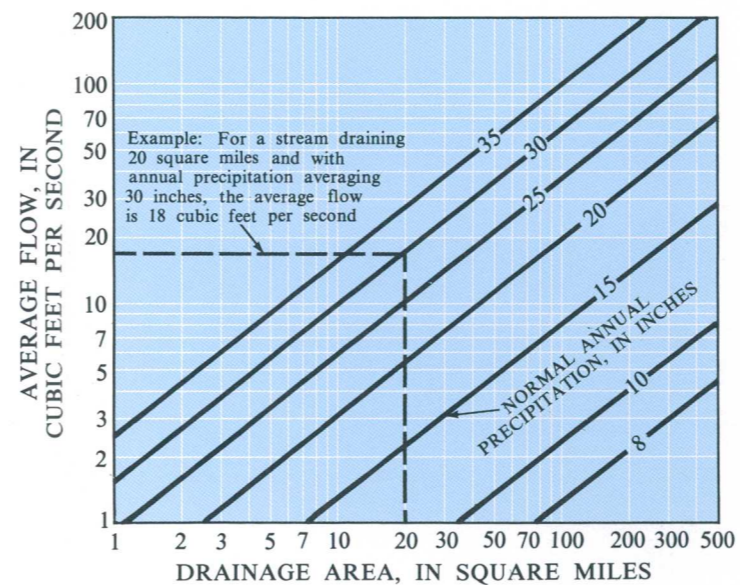 AVERAGE FLOW, IN
CUBIC FEET PER SECOND
200
100
70
50
30
20
10
7
5
3
2
1
Example: For a stream draining
20 square miles and with
annual precipitation averaging
30 inches, the average flow
is 18 cubic feet per second
35
30
25
20
15
10
8
NORMAL ANNUAL
PRECIPITATION, IN INCHES
1 2 3 5 7 10 20 30 50 70 100 200 300 500
DRAINAGE AREA, IN SQUARE MILES